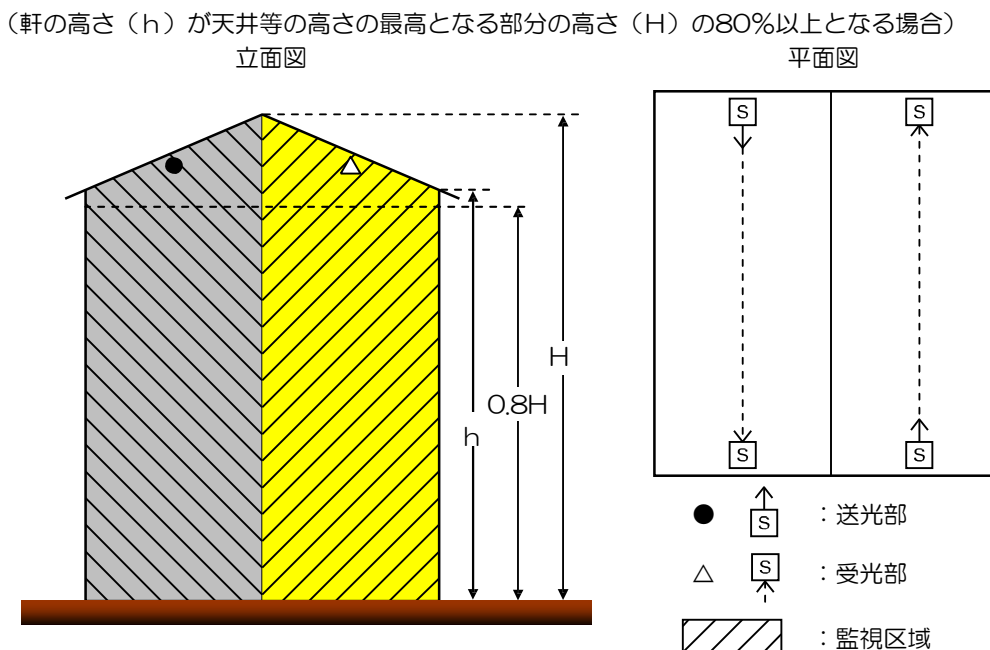 （軒の高さ（h）が天井等の高さの最高となる部分の高さ（H）の80％以上となる場合）
立面図
平面図
S
S
H
0.8H
h
S
S
S
：送光部
S
：受光部
：監視区域